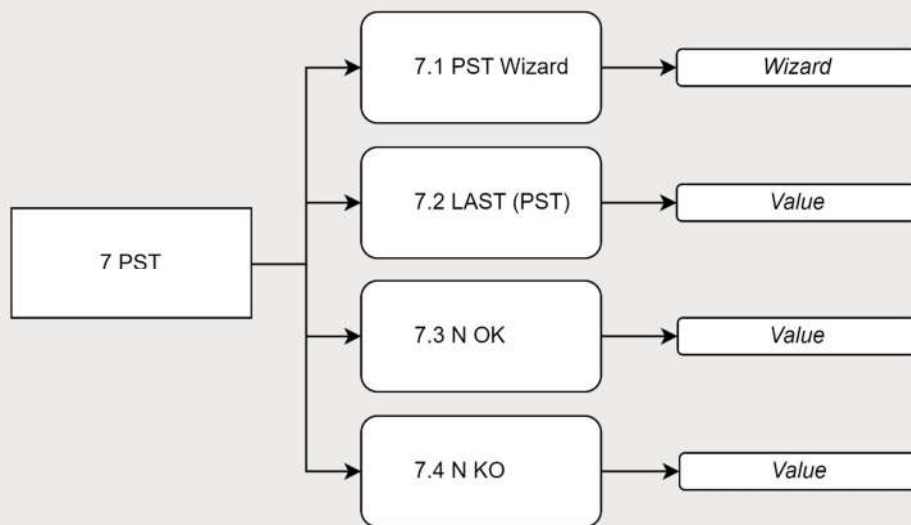 7.1 PST Wizard
Wizard
7.2 LAST (PST)
Value
7 PST
7.3 N OK
Value
7.4 N KO
Value